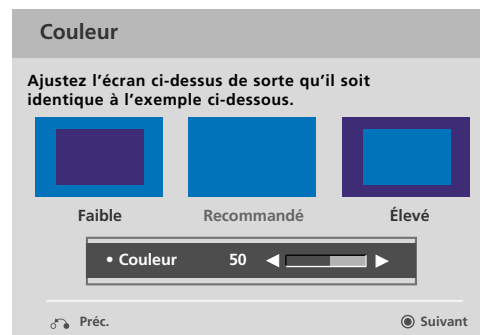 Couleur
Ajustez l'écran ci-dessus de sorte qu'il soit
identique à l'exemple ci-dessous.
Faible Recommandé Élevé
• Couleur 50
Préc. Suivant